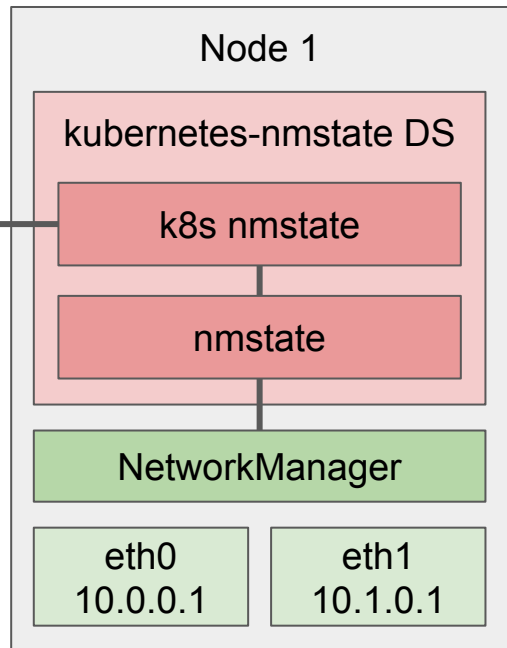 Node 1
kubernetes-nmstate DS
k8s nmstate
nmstate
NetworkManager
eth0
10.0.0.1
eth1
10.1.0.1